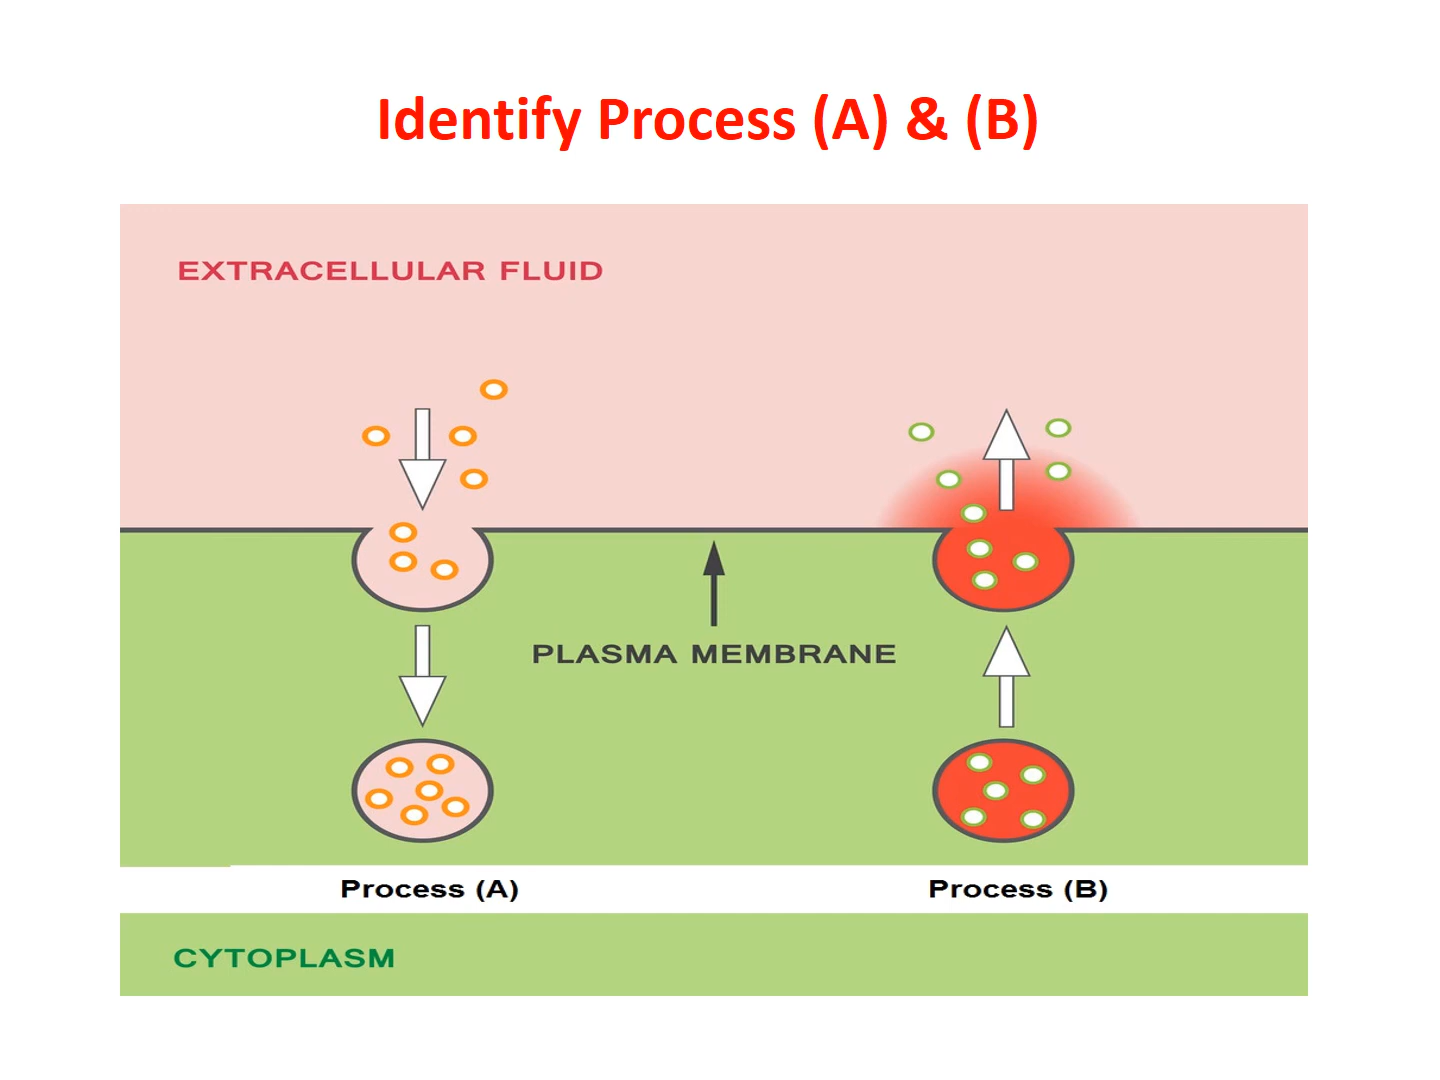 Identify Process (A) & (B)
EXTRACELLULAR FLUID
PLASMA MEMBRANE
Process (A)
Process (B)
CYTOPLASM